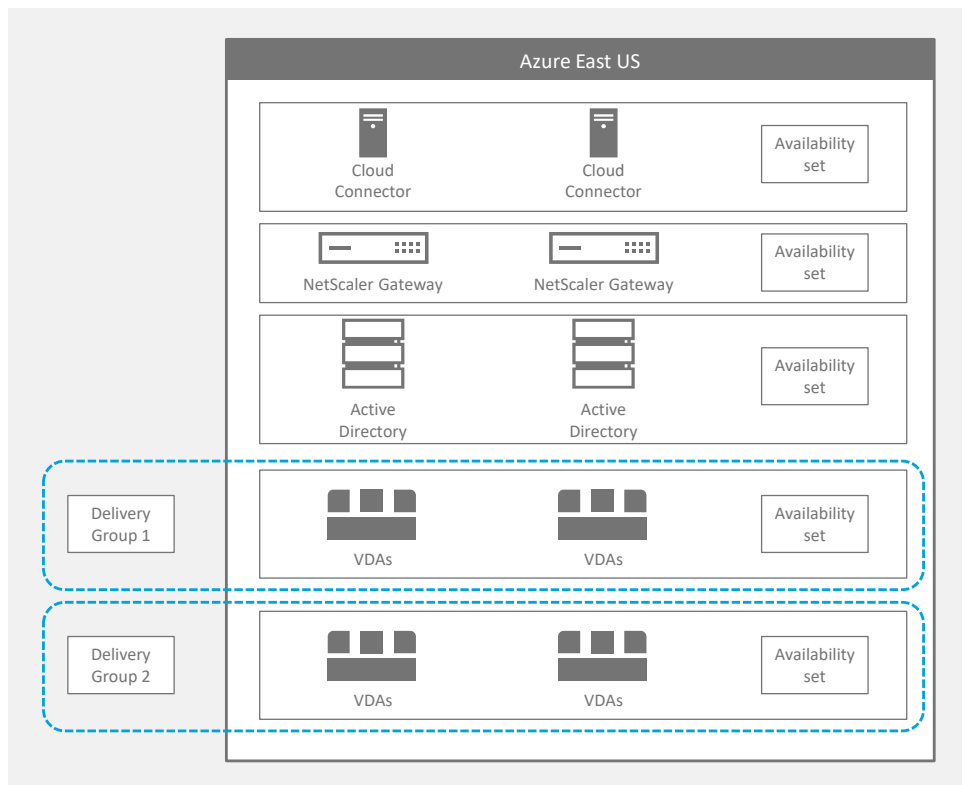 Azure East US
Cloud
Connector
Cloud
Connector
Availability
set
NetScaler Gateway
NetScaler Gateway
Availability
set
Active
Directory
Active
Directory
Availability
set
Delivery
Group 1
VDAs
VDAs
Availability
set
Delivery
Group 2
VDAs
VDAs
Availability
set